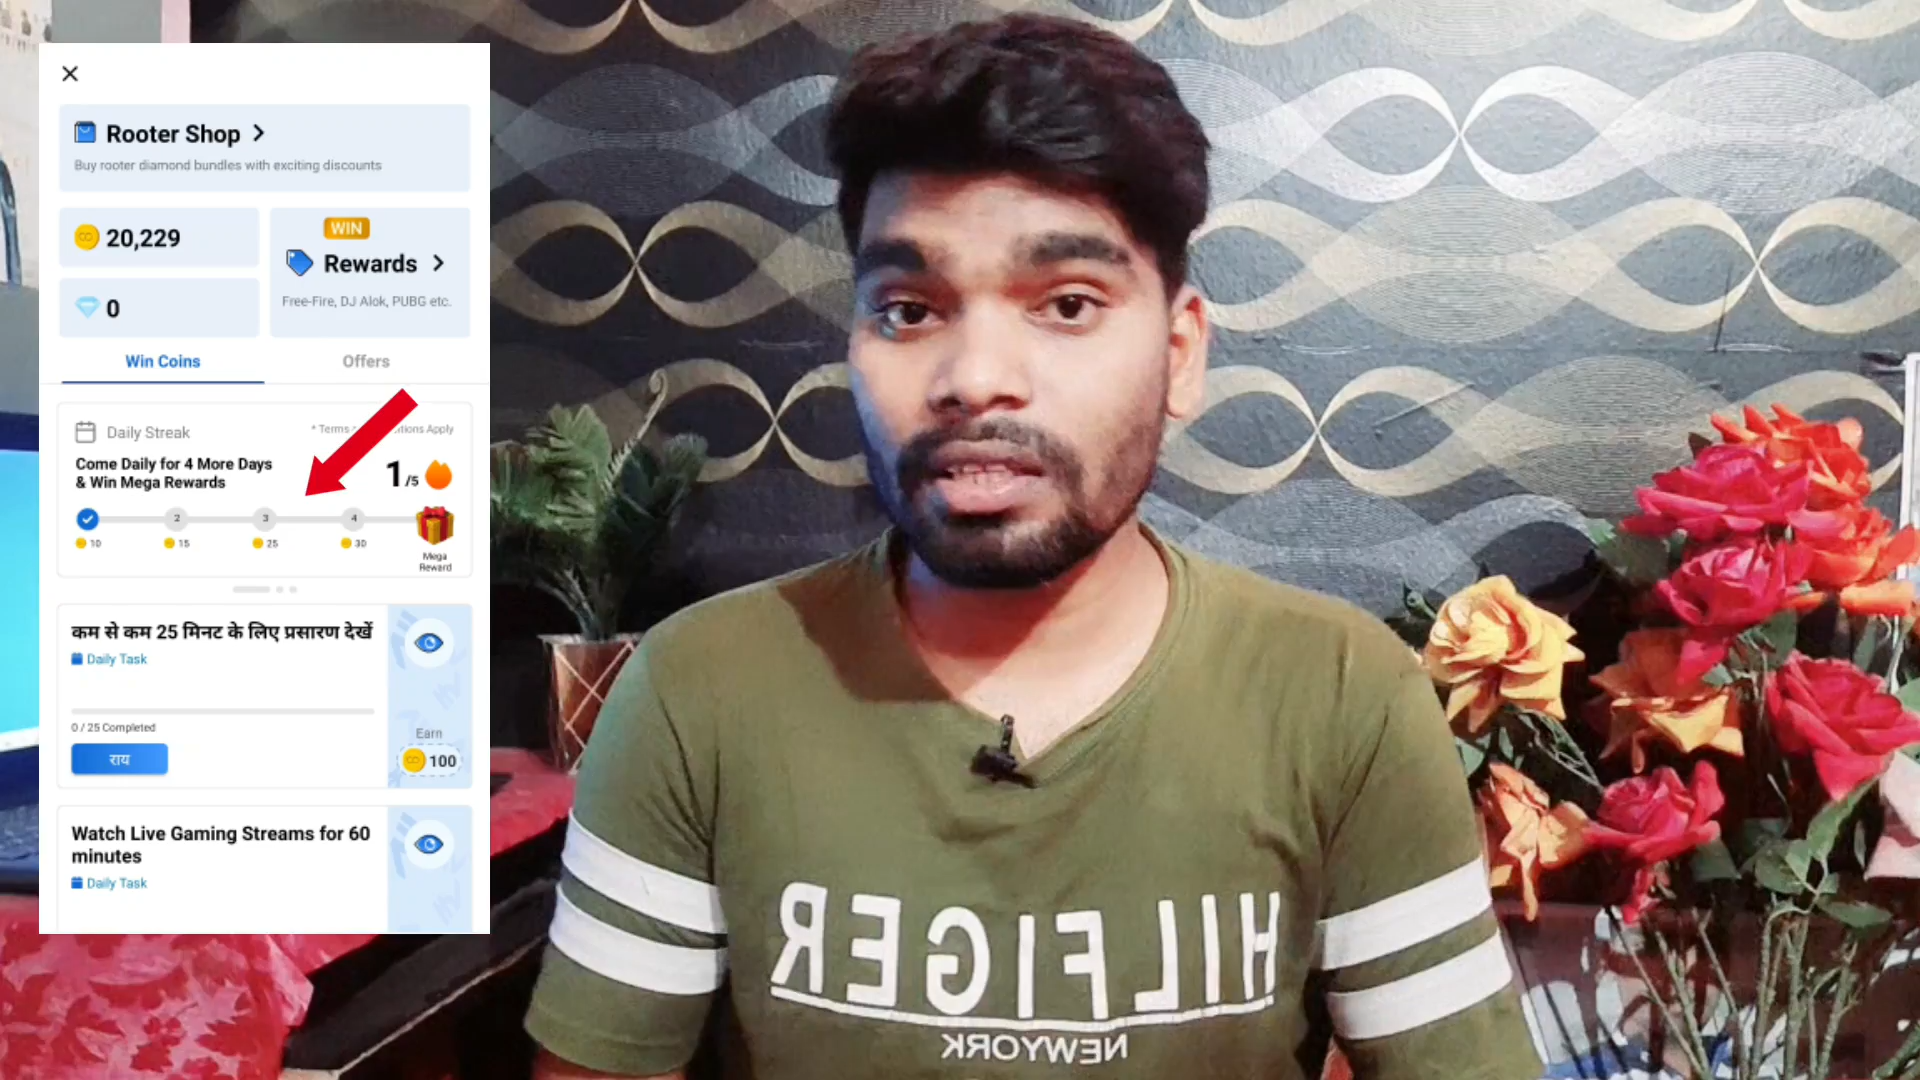 Rooter Shop
Buy rooter diamond bundles with exciting discounts
20,229
0
WIN
Rewards
Free-Fire, DJ Alok, PUBG etc.
Win Coins
Offers
Daily Streak
* Terms
Apply
Come Daily for 4 More Days
& Win Mega Rewards
1/5
2
3
4
10
15
25
30
Mega
Reward
कम से कम 25 मिनट के लिए प्रसारण देखें
Daily Task
0 / 25 Completed
राय
Earn
100
Watch Live Gaming Streams for 60
minutes
Daily Task
HILFIGER
NEWYORK